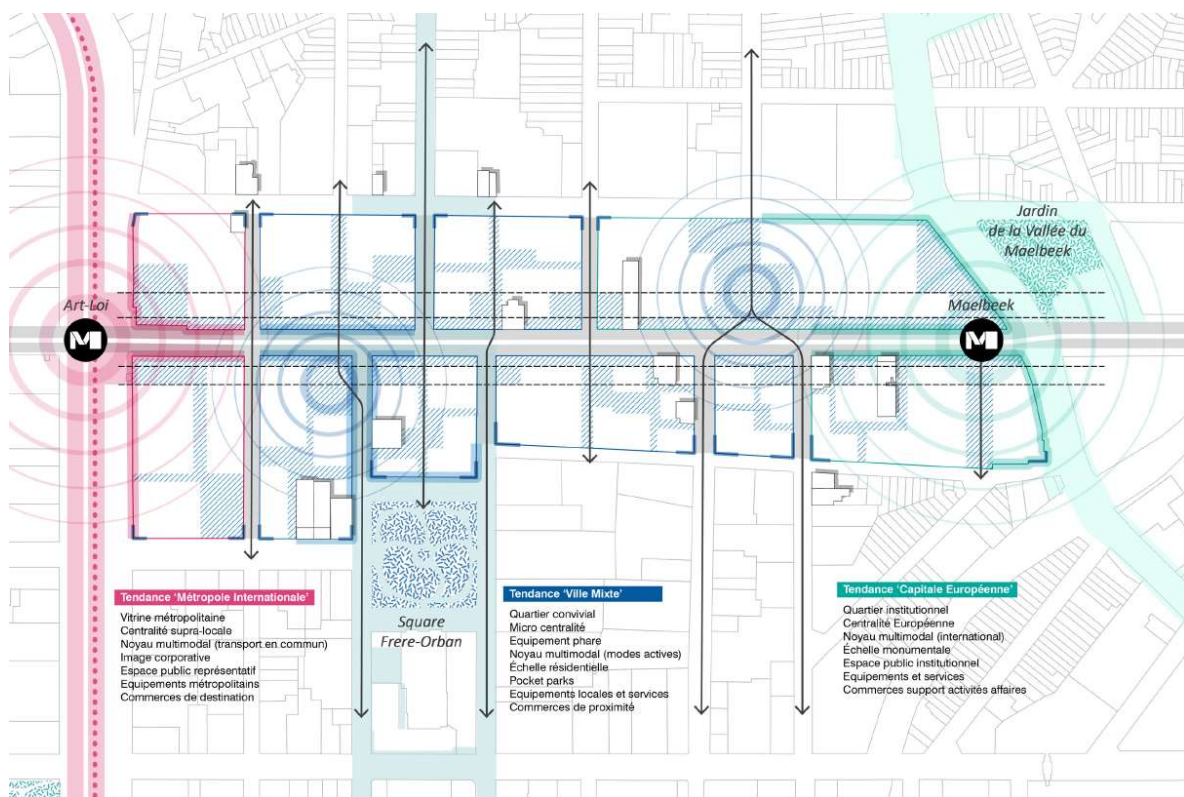 Jardin
de la Vallée du
Maelbeek
Art-Loi
M
Maelbeek
M
Square
Frere-Orban
Tendance 'Métropole Internationale'
Vitrine métropolitaine
Centralité supra-locale
Noyau multimodal (transport en commun)
Image corporative
Espace public représentatif
Equipements métropolitains
Commerces de destination
Tendance 'Ville Mixte'
Quartier convivial
Micro centralité
Equipement phare
Noyau multimodal (modes actives)
Échelle résidentielle
Pocket parks
Equipements locales et services
Commerces de proximité
Tendance 'Capitale Européenne'
Quartier institutionnel
Centralité Européenne
Noyau multimodal (international)
Échelle monumentale
Espace public institutionnel
Equipements et services
Commerces support activités affaires